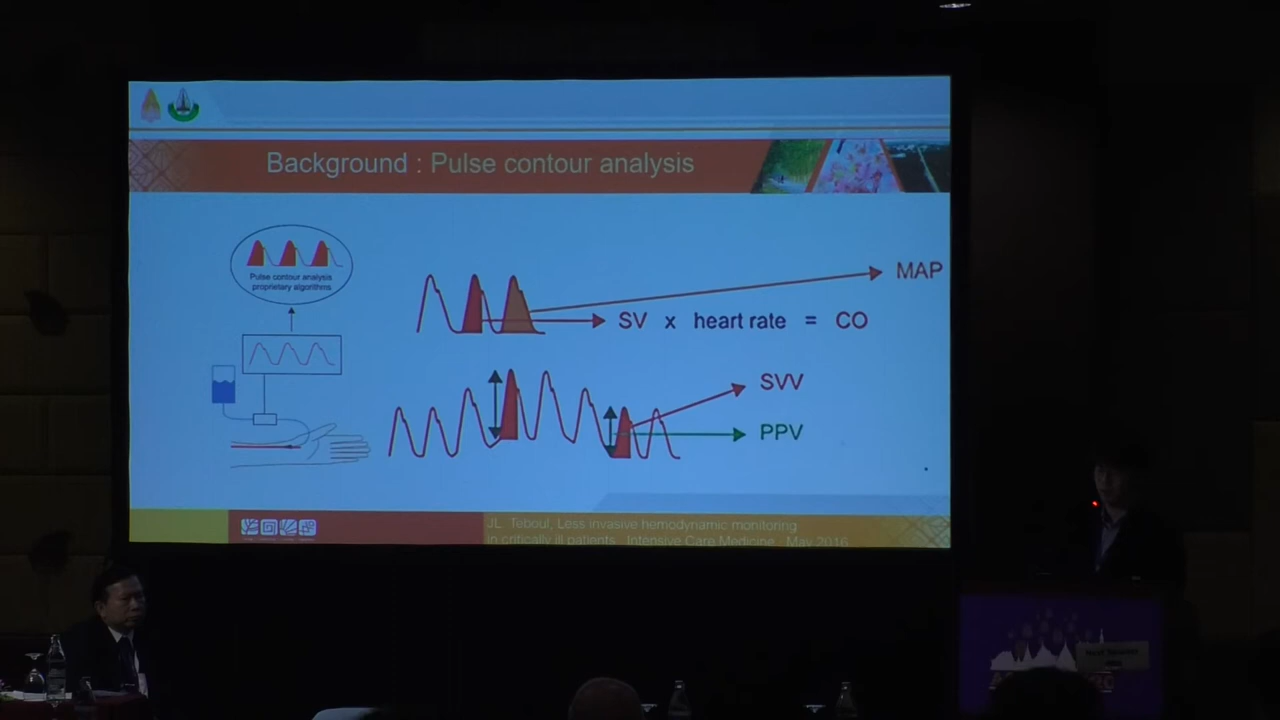 Background : Pulse contour analysis
Pulse contour analysis
proprietary algorithms
MAP
SV x heart rate = CO
SVV
PPV
JL Teboul, Less invasive hemodynamic monitoring
in critically ill patients. Intensive Care Medicine. May 2016